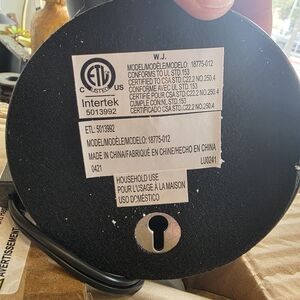 W.J.
MODEL/MODÈLE/MODELO: 18775-012
CONFORMS TO UL STD.153
CERTIFIED TO CSA STD.C22.2 NO.250.4
CONFORME AVEC UL STD.153
CERTIFIÉ POUR CSA STD.C22.2 NO.250.4
CUMPLE CON NL STD.153
CERTIFICADO CSA STD.C22.2 NO.250.4
ETL
LISTED
C US
Intertek
5013992
ETL: 5013992
MODEL/MODÈLE/MODELO: 18775-012
MADE IN CHINA/FABRIQUÉ EN CHINE/HECHO EN CHINA
0421 LU0241
HOUSEHOLD USE
POUR L'USAGE À LA MAISON
USO DOMÉSTICO
AVERTISSEMENT